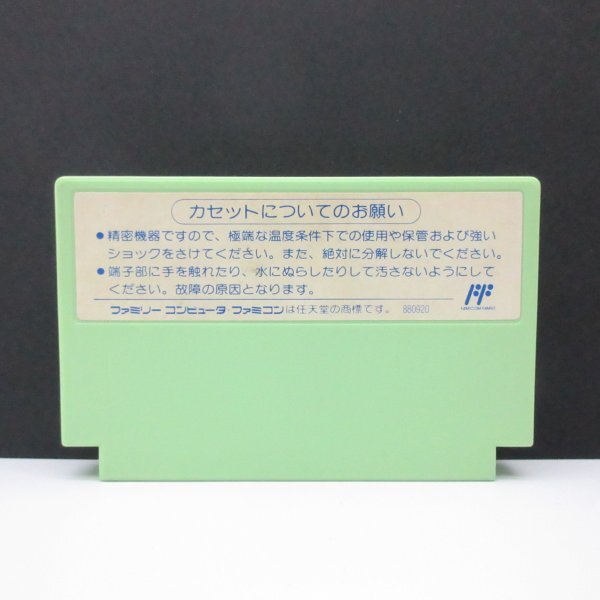 カセットについてのお願い
●精密機器ですので、極端な温度条件下での使用や保管および強い
ショックをさけてください。また、絶対に分解しないでください。
●端子部に手を触れたり、水にぬらしたりして汚さないようにして
ください。故障の原因となります。
FAMICOM FAMILY
ファミリー コンピュータ・ファミコンは任天堂の商標です。 880920